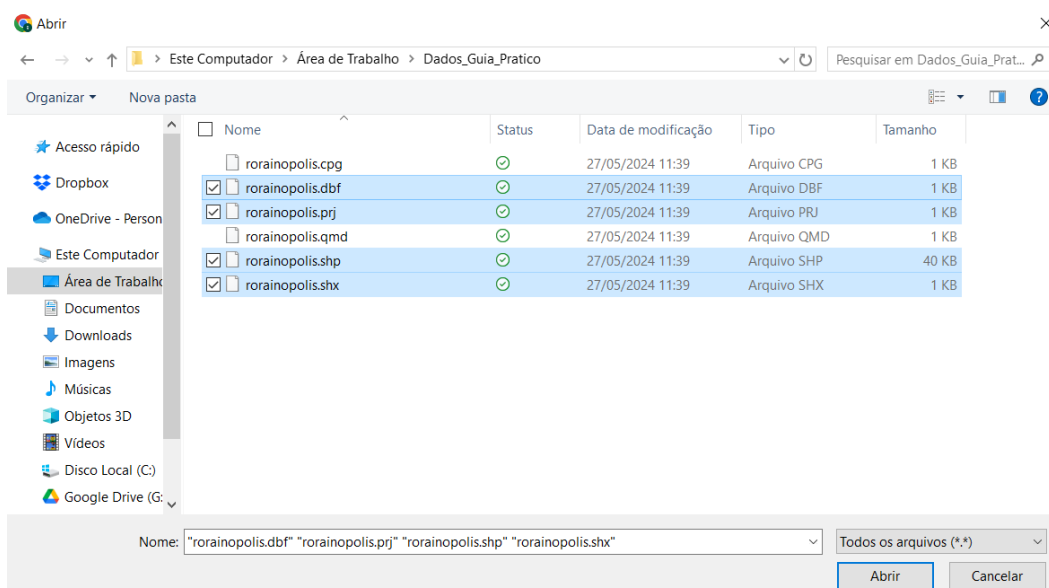 Abrir
Este Computador > Área de Trabalho > Dados_Guia_Pratico
Pesquisar em Dados_Guia_Prat...
Organizar Nova pasta
Nome Status Data de modificação Tipo Tamanho
rorainopolis.cpg 27/05/2024 11:39 Arquivo CPG 1 KB
rorainopolis.dbf 27/05/2024 11:39 Arquivo DBF 1 KB
rorainopolis.prj 27/05/2024 11:39 Arquivo PRJ 1 KB
rorainopolis.qmd 27/05/2024 11:39 Arquivo QMD 1 KB
rorainopolis.shp 27/05/2024 11:39 Arquivo SHP 40 KB
rorainopolis.shx 27/05/2024 11:39 Arquivo SHX 1 KB
Acesso rápido
Dropbox
OneDrive - Person
Este Computador
Área de Trabalho
Documentos
Downloads
Imagens
Músicas
Objetos 3D
Vídeos
Disco Local (C:)
Google Drive (G:
Nome: "rorainopolis.dbf" "rorainopolis.prj" "rorainopolis.shp" "rorainopolis.shx"
Todos os arquivos (*.*)
Abrir Cancelar